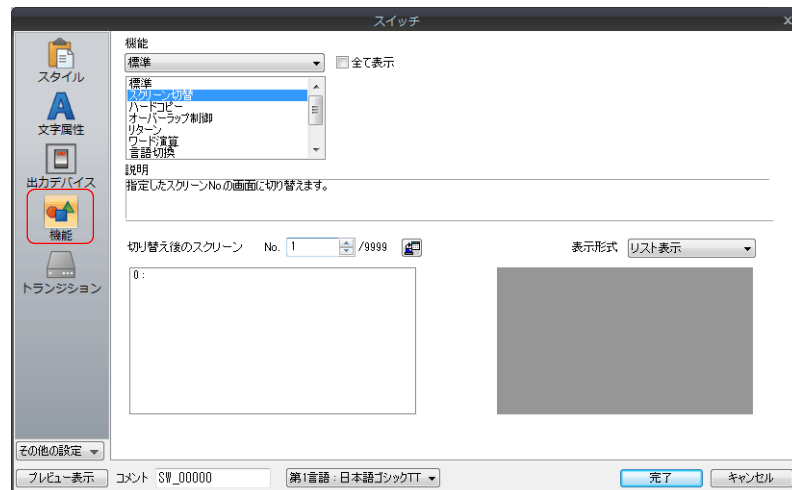 スイッチ
スタイル
文字属性
出力デバイス
機能
トランジション
その他の設定
機能
標準
全て表示
標準
スクリーン切替
ハードコピー
オーバーラップ制御
リターン
ワード演算
言語切換
説明
指定したスクリーンNo.の画面に切り替えます。
切り替え後のスクリーン No. 1 /9999
表示形式 リスト表示
0 :
プレビュー表示 コメント SW_00000 第1言語 : 日本語ゴシックTT 完了 キャンセル